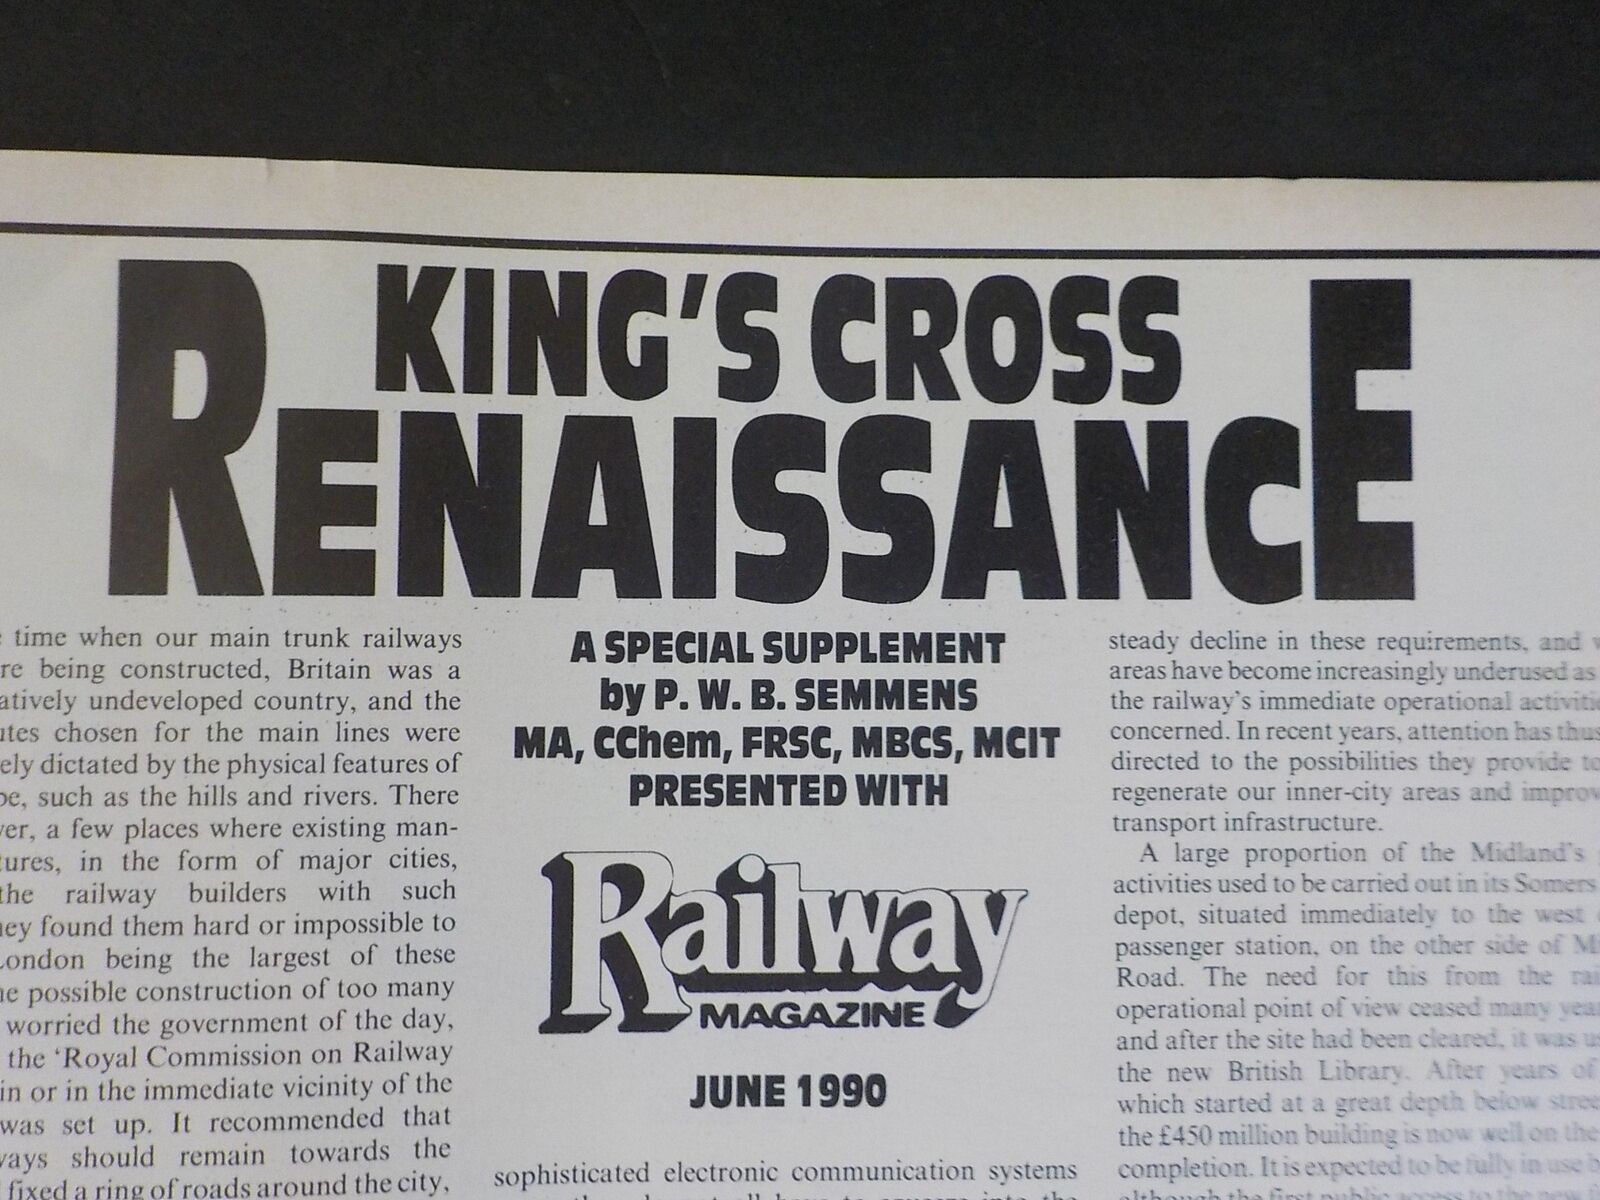 KING'S CROSS
RENAISSANCE
time when our main trunk railways
being constructed, Britain was a
undeveloped country, and the
chosen for the main lines were
dictated by the physical features of
such as the hills and rivers. There
a few places where existing man-
in the form of major cities,
the railway builders with such
found them hard or impossible to
London being the largest of these
possible construction of too many
worried the government of the day,
the 'Royal Commission on Railway
in or in the immediate vicinity of the
was set up. It recommended that
should remain towards the
fixed a ring of roads around the city,
A SPECIAL SUPPLEMENT
by P. W. B. SEMMENS
MA, CChem, FRSC, MBCS, MCIT
PRESENTED WITH
Railway
MAGAZINE
JUNE 1990
sophisticated electronic communication systems
steady decline in these requirements, and
areas have become increasingly underused as
the railway's immediate operational
concerned. In recent years, attention has thus
directed to the possibilities they provide to
regenerate our inner-city areas and
transport infrastructure.
A large proportion of the Midland's
activities used to be carried out in its Somers
depot, situated immediately to the west
passenger station, on the other side of
Road. The need for this from the
operational point of view ceased many
and after the site had been cleared, it was
the new British Library. After years of
which started at a great depth below
the £450 million building is now well on the
completion. It is expected to be fully in use
although the first public